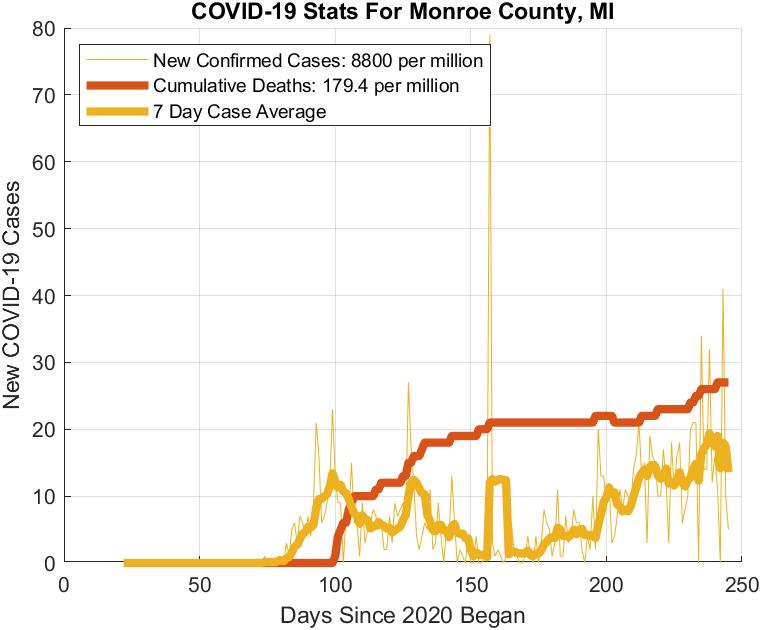 COVID-19 Stats For Monroe County, MI
80
70
60
50
40
30
20
10
0
New COVID-19 Cases
New Confirmed Cases: 8800 per million
Cumulative Deaths: 179.4 per million
7 Day Case Average
0
50
100
150
200
250
Days Since 2020 Began